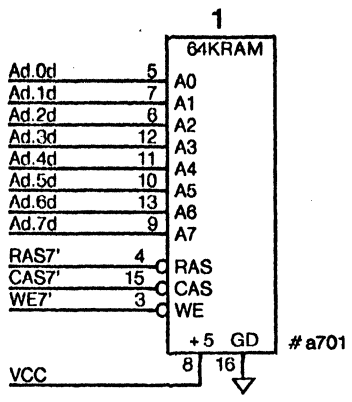 1
64KRAM
Ad.0d 5 A0
Ad.1d 7 A1
Ad.2d 6 A2
Ad.3d 12 A3
Ad.4d 11 A4
Ad.5d 10 A5
Ad.6d 13 A6
Ad.7d 9 A7
RAS7' 4 RAS
CAS7' 15 CAS
WE7' 3 WE
+5 GD
#a701
8 16
VCC